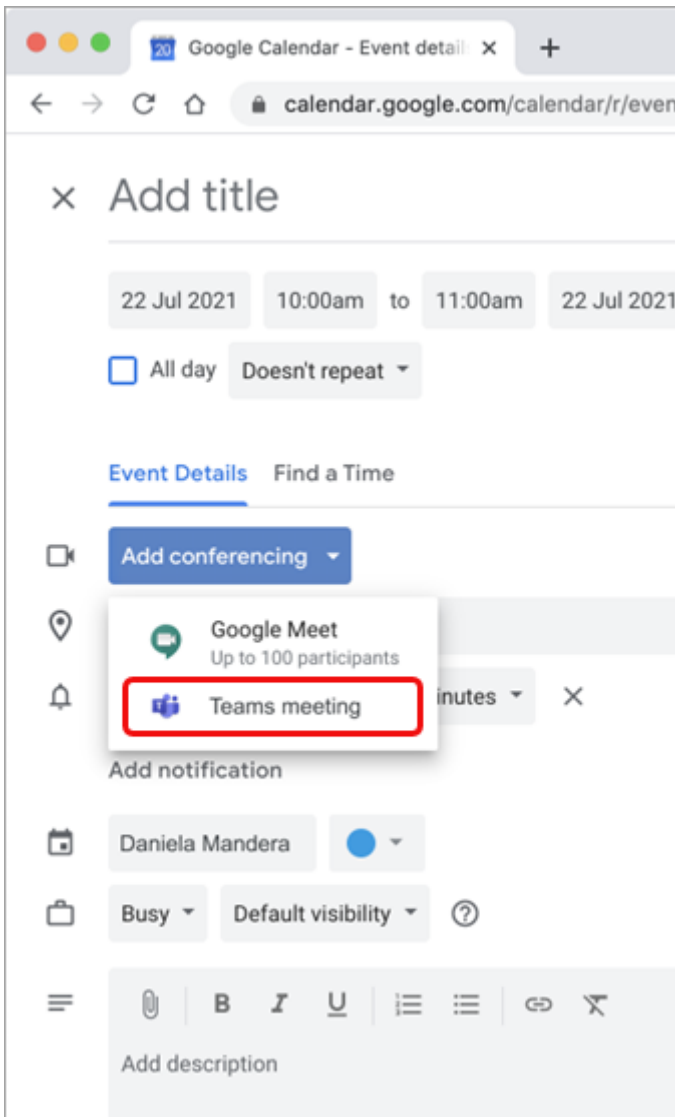 20 Google Calendar - Event detail
calendar.google.com/calendar/r/even
Add title
22 Jul 2021 10:00am to 11:00am 22 Jul 2021
All day Doesn't repeat
Event Details Find a Time
Add conferencing
Google Meet
Up to 100 participants
Teams meeting
Add notification
Daniela Mandera
Busy Default visibility
B I U
Add description